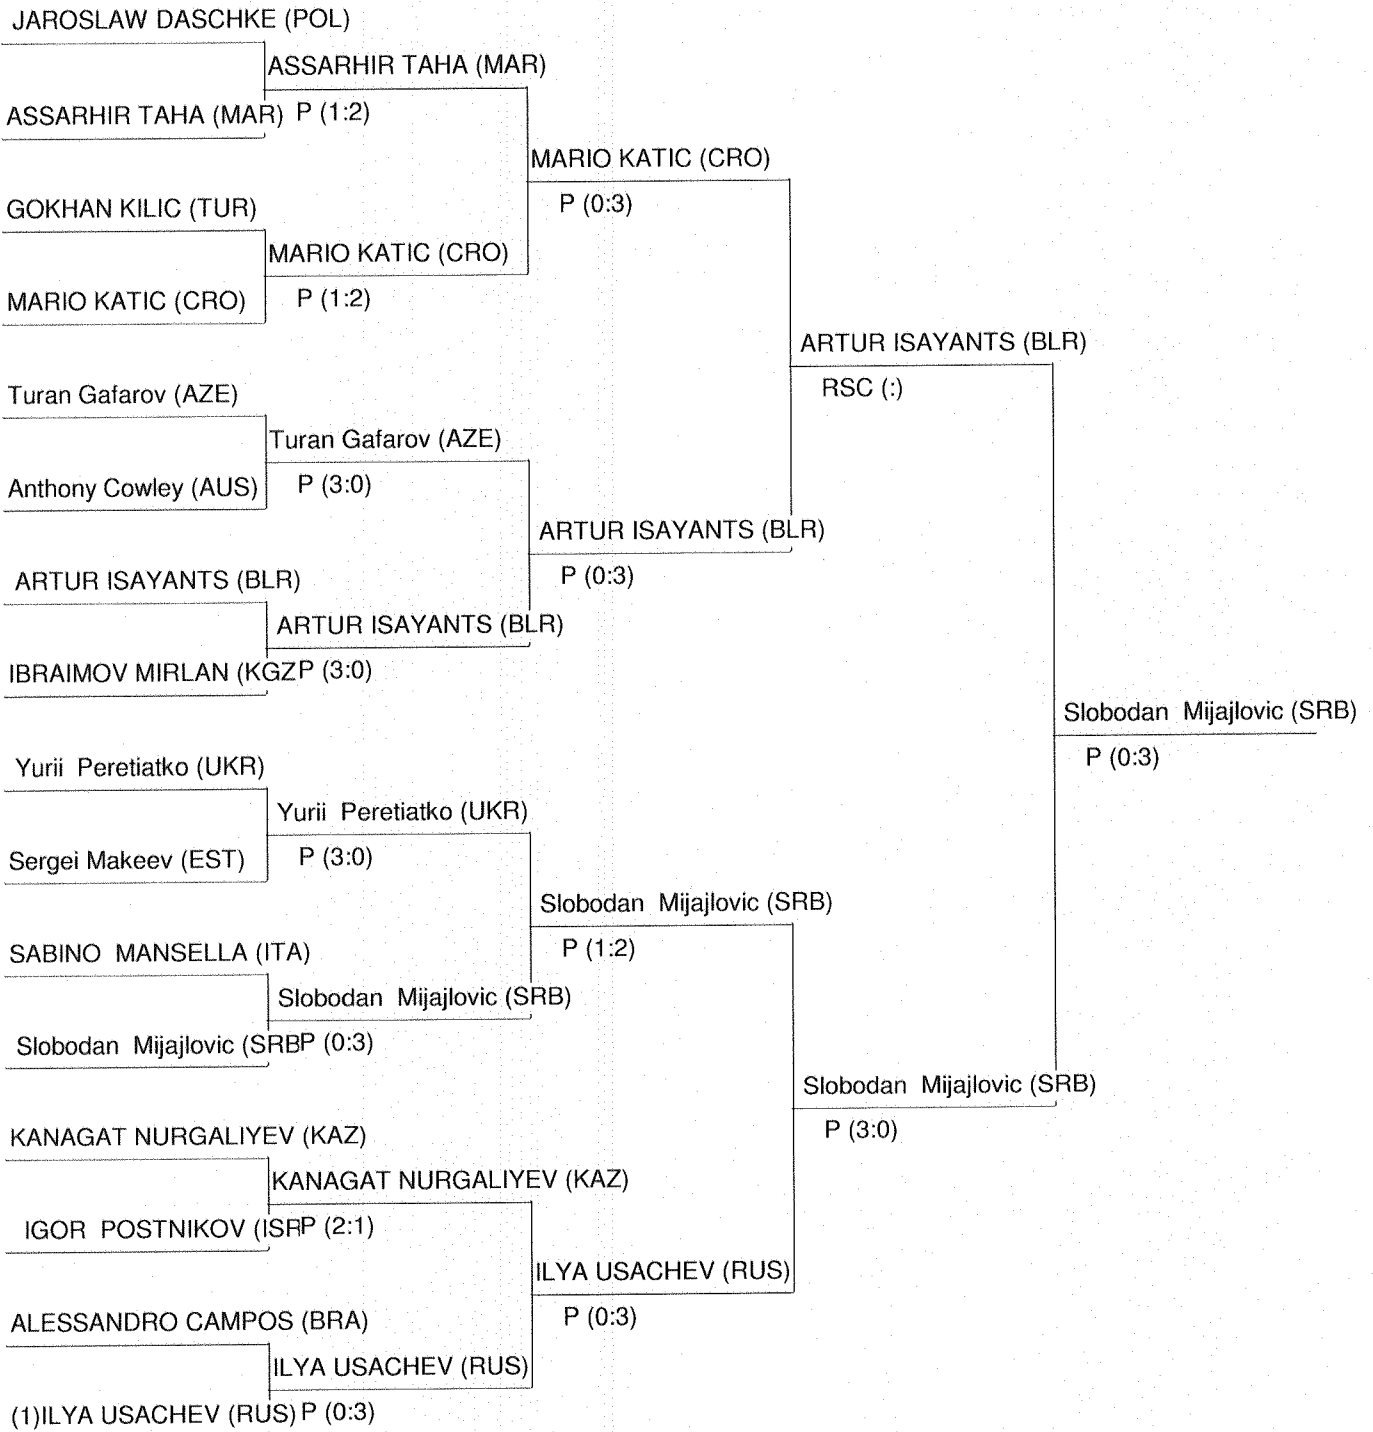 JAROSLAW DASCHKE (POL)
ASSARHIR TAHA (MAR)
ASSARHIR TAHA (MAR) P (1:2)
MARIO KATIC (CRO)
P (0:3)
GOKHAN KILIC (TUR)
MARIO KATIC (CRO)
MARIO KATIC (CRO) P (1:2)
ARTUR ISAYANTS (BLR)
RSC (:)
Turan Gafarov (AZE)
Turan Gafarov (AZE)
Anthony Cowley (AUS) P (3:0)
ARTUR ISAYANTS (BLR)
P (0:3)
ARTUR ISAYANTS (BLR)
ARTUR ISAYANTS (BLR)
IBRAIMOV MIRLAN (KGZP (3:0)
Slobodan Mijajlovic (SRB)
P (0:3)
Yurii Peretiatko (UKR)
Yurii Peretiatko (UKR)
Sergei Makeev (EST) P (3:0)
Slobodan Mijajlovic (SRB)
P (1:2)
SABINO MANSELLA (ITA)
Slobodan Mijajlovic (SRB)
Slobodan Mijajlovic (SRBP (0:3)
Slobodan Mijajlovic (SRB)
P (3:0)
KANAGAT NURGALIYEV (KAZ)
KANAGAT NURGALIYEV (KAZ)
IGOR POSTNIKOV (ISRP (2:1)
ILYA USACHEV (RUS)
P (0:3)
ALESSANDRO CAMPOS (BRA)
ILYA USACHEV (RUS)
(1)ILYA USACHEV (RUS) P (0:3)